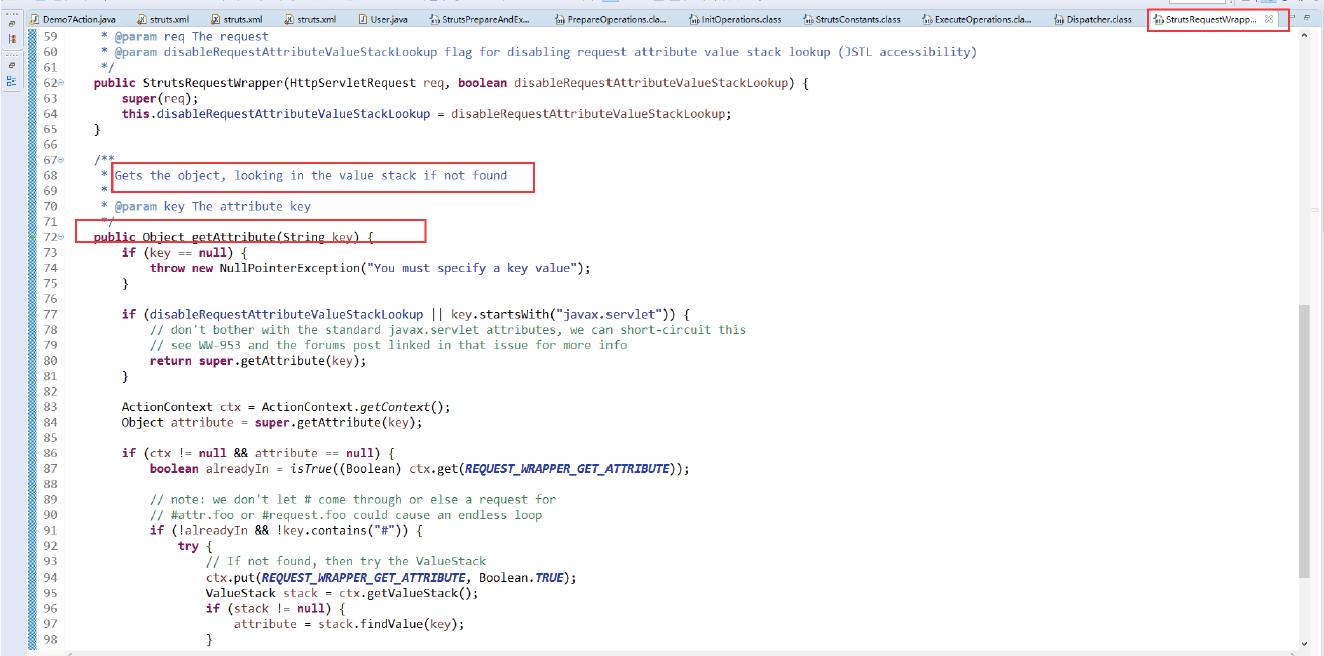 Demo7Action.java struts.xml struts.xml struts.xml User.java StrutsPrepareAndEx... PrepareOperations.cla... InitOperations.class StrutsConstants.class ExecuteOperations.cla... Dispatcher.class StrutsRequestWrapp...
59 * @param req The request
60 * @param disableRequestAttributeValueStackLookup flag for disabling request attribute value stack lookup (JSTL accessibility)
61 */
62 public StrutsRequestWrapper(HttpServletRequest req, boolean disableRequestAttributeValueStackLookup) {
63 super(req);
64 this.disableRequestAttributeValueStackLookup = disableRequestAttributeValueStackLookup;
65 }
66
67 /**
68 * Gets the object, looking in the value stack if not found
69 *
70 * @param key The attribute key
71 */
72 public Object getAttribute(String key) {
73 if (key == null) {
74 throw new NullPointerException("You must specify a key value");
75 }
76
77 if (disableRequestAttributeValueStackLookup || key.startsWith("javax.servlet")) {
78 // don't bother with the standard javax.servlet attributes, we can short-circuit this
79 // see WW-953 and the forums post linked in that issue for more info
80 return super.getAttribute(key);
81 }
82
83 ActionContext ctx = ActionContext.getContext();
84 Object attribute = super.getAttribute(key);
85
86 if (ctx != null && attribute == null) {
87 boolean alreadyIn = isTrue((Boolean) ctx.get(REQUEST_WRAPPER_GET_ATTRIBUTE));
88
89 // note: we don't let # come through or else a request for
90 // #attr.foo or #request.foo could cause an endless loop
91 if (!alreadyIn && !key.contains("#")) {
92 try {
93 // If not found, then try the ValueStack
94 ctx.put(REQUEST_WRAPPER_GET_ATTRIBUTE, Boolean.TRUE);
95 ValueStack stack = ctx.getValueStack();
96 if (stack != null) {
97 attribute = stack.findValue(key);
98 }